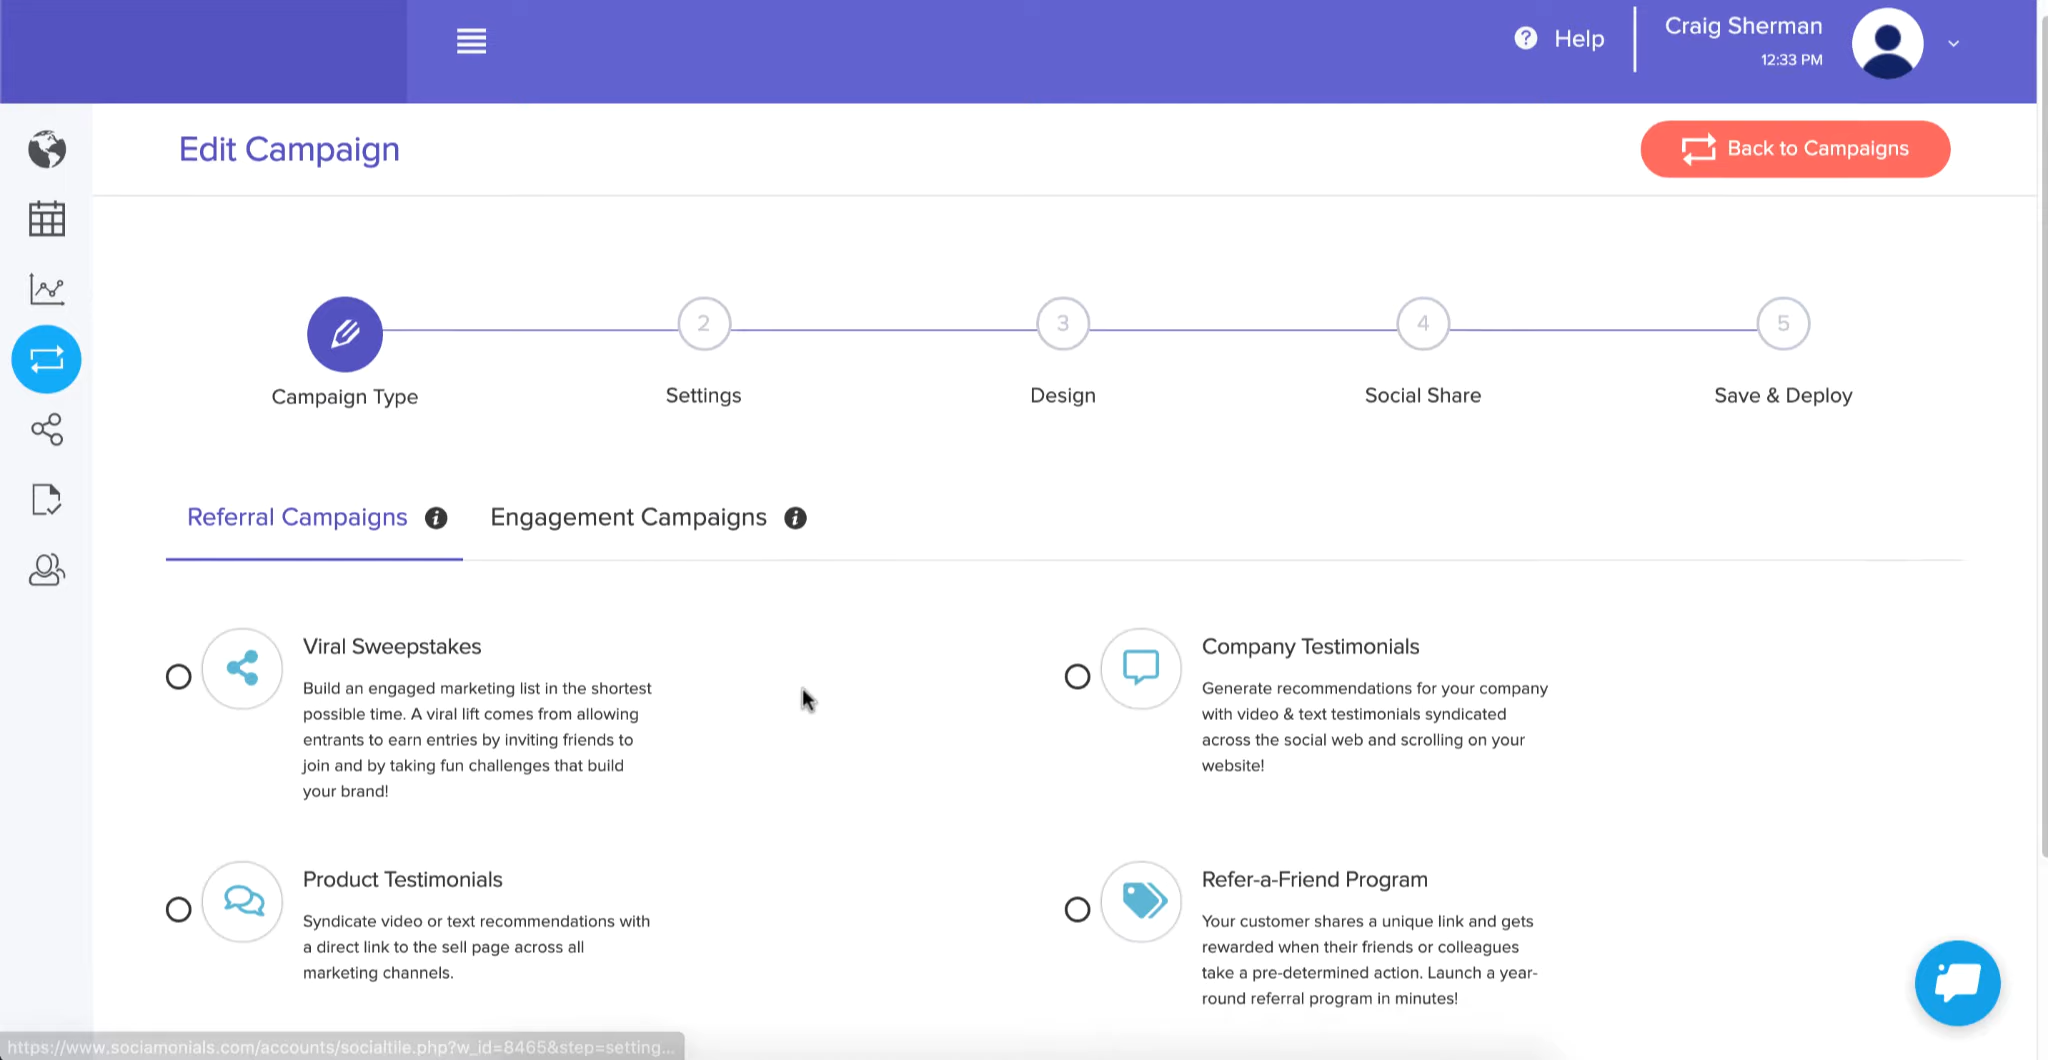 Help
Craig Sherman
12:33 PM
Edit Campaign
Back to Campaigns
2
3
4
5
Campaign Type
Settings
Design
Social Share
Save & Deploy
Referral Campaigns
Engagement Campaigns
Viral Sweepstakes
Build an engaged marketing list in the shortest
possible time. A viral lift comes from allowing
entrants to earn entries by inviting friends to
join and by taking fun challenges that build
your brand!
Company Testimonials
Generate recommendations for your company
with video & text testimonials syndicated
across the social web and scrolling on your
website!
Product Testimonials
Syndicate video or text recommendations with
a direct link to the sell page across all
marketing channels.
Refer-a-Friend Program
Your customer shares a unique link and gets
rewarded when their friends or colleagues
take a pre-determined action. Launch a year-
round referral program in minutes!
https://www.sociamonials.com/accounts/socialtile.php?w_id=8465&step=setting...